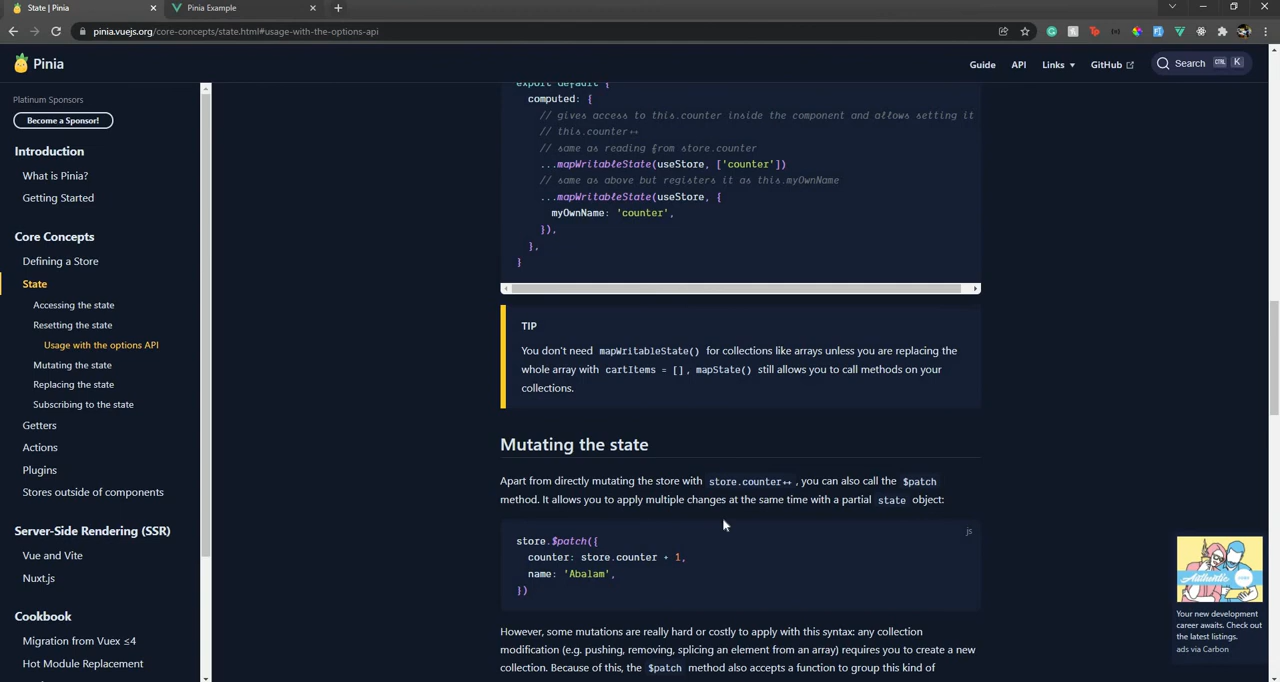 State | Pinia
Pinia Example
pinia.vuejs.org/core-concepts/state.html#usage-with-the-options-api
Pinia
Guide
API
Links
GitHub
Search
CTRL K
Platinum Sponsors
Become a Sponsor!
Introduction
What is Pinia?
Getting Started
Core Concepts
Defining a Store
State
Accessing the state
Resetting the state
Usage with the options API
Mutating the state
Replacing the state
Subscribing to the state
Getters
Actions
Plugins
Stores outside of components
Server-Side Rendering (SSR)
Vue and Vite
Nuxt.js
Cookbook
Migration from Vuex ≤4
Hot Module Replacement
export default {
computed: {
// gives access to this.counter inside the component and allows setting it
// this.counter++
// same as reading from store.counter
...mapWritableState(useStore, ['counter'])
// same as above but registers it as this.myOwnName
...mapWritableState(useStore, {
myOwnName: 'counter',
}),
},
}
TIP
You don't need mapWritableState() for collections like arrays unless you are replacing the
whole array with cartItems = [], mapState() still allows you to call methods on your
collections.
Mutating the state
Apart from directly mutating the store with store.counter++, you can also call the $patch
method. It allows you to apply multiple changes at the same time with a partial state object:
js
store.$patch({
counter: store.counter + 1,
name: 'Abalam',
})
However, some mutations are really hard or costly to apply with this syntax: any collection
modification (e.g. pushing, removing, splicing an element from an array) requires you to create a new
collection. Because of this, the $patch method also accepts a function to group this kind of
Authentic
Your new development
career awaits. Check out
the latest listings.
ads via Carbon